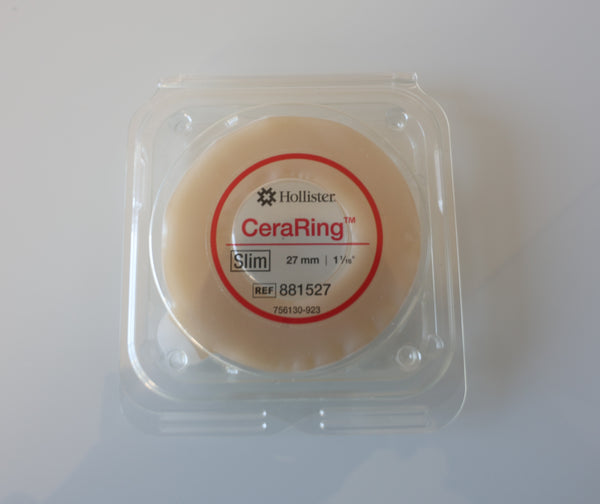 Hollister
CeraRing™
Slim 27 mm | 1 1/16"
REF 881527
756130-923